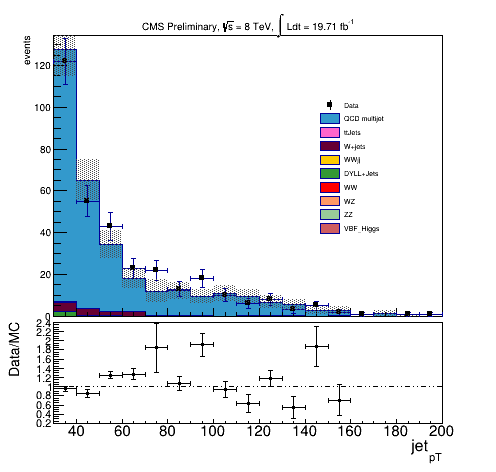 CMS Preliminary, √s = 8 TeV, ∫ Ldt = 19.71 fb⁻¹
events
120
100
80
60
40
20
0
Data
QCD multijet
ttJets
W+jets
WWjj
DYLL+Jets
WW
WZ
ZZ
VBF_Higgs
Data/MC
2.4
2.2
2
1.8
1.6
1.4
1.2
1
0.8
0.6
0.4
0.2
40 60 80 100 120 140 160 180 200
jet_pT